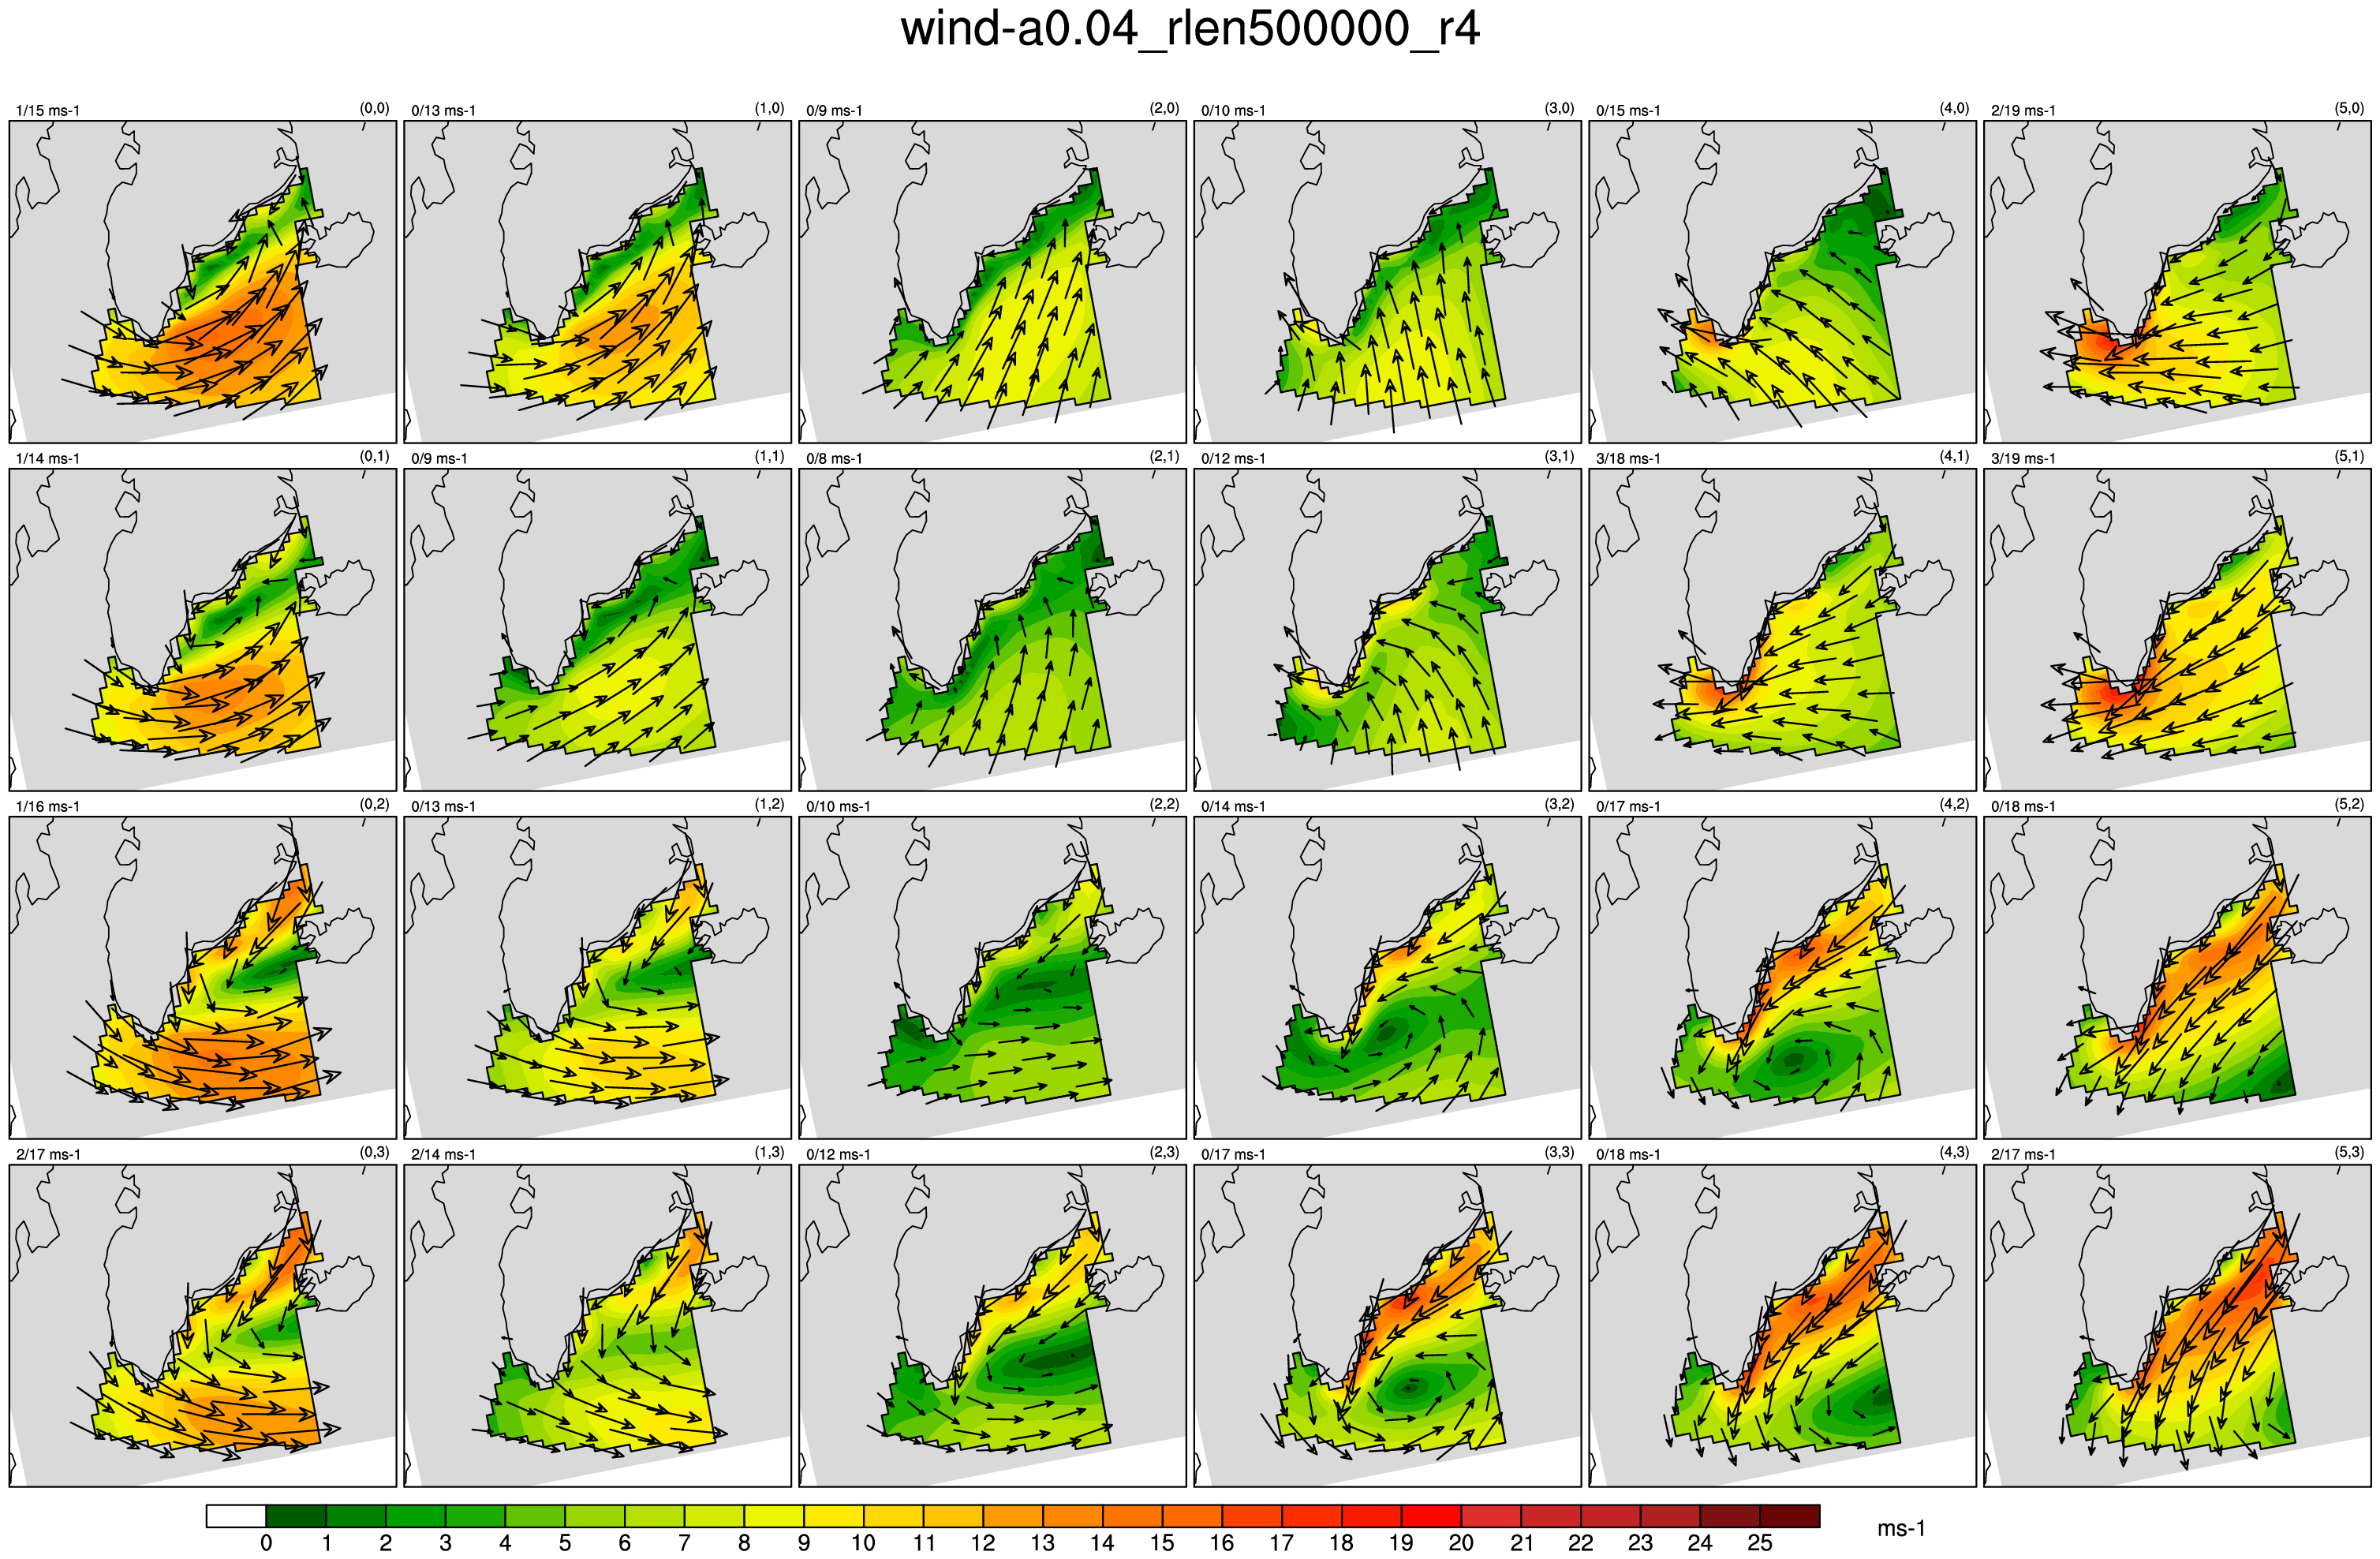 wind-a0.04_rlen500000_r4
1/15 ms-1 (0,0) 0/13 ms-1 (1,0) 0/9 ms-1 (2,0) 0/10 ms-1 (3,0) 0/15 ms-1 (4,0) 2/19 ms-1 (5,0)
1/14 ms-1 (0,1) 0/9 ms-1 (1,1) 0/8 ms-1 (2,1) 0/12 ms-1 (3,1) 3/18 ms-1 (4,1) 3/19 ms-1 (5,1)
1/16 ms-1 (0,2) 0/13 ms-1 (1,2) 0/10 ms-1 (2,2) 0/14 ms-1 (3,2) 0/17 ms-1 (4,2) 0/18 ms-1 (5,2)
2/17 ms-1 (0,3) 2/14 ms-1 (1,3) 0/12 ms-1 (2,3) 0/17 ms-1 (3,3) 0/18 ms-1 (4,3) 2/17 ms-1 (5,3)
0 1 2 3 4 5 6 7 8 9 10 11 12 13 14 15 16 17 18 19 20 21 22 23 24 25 ms-1